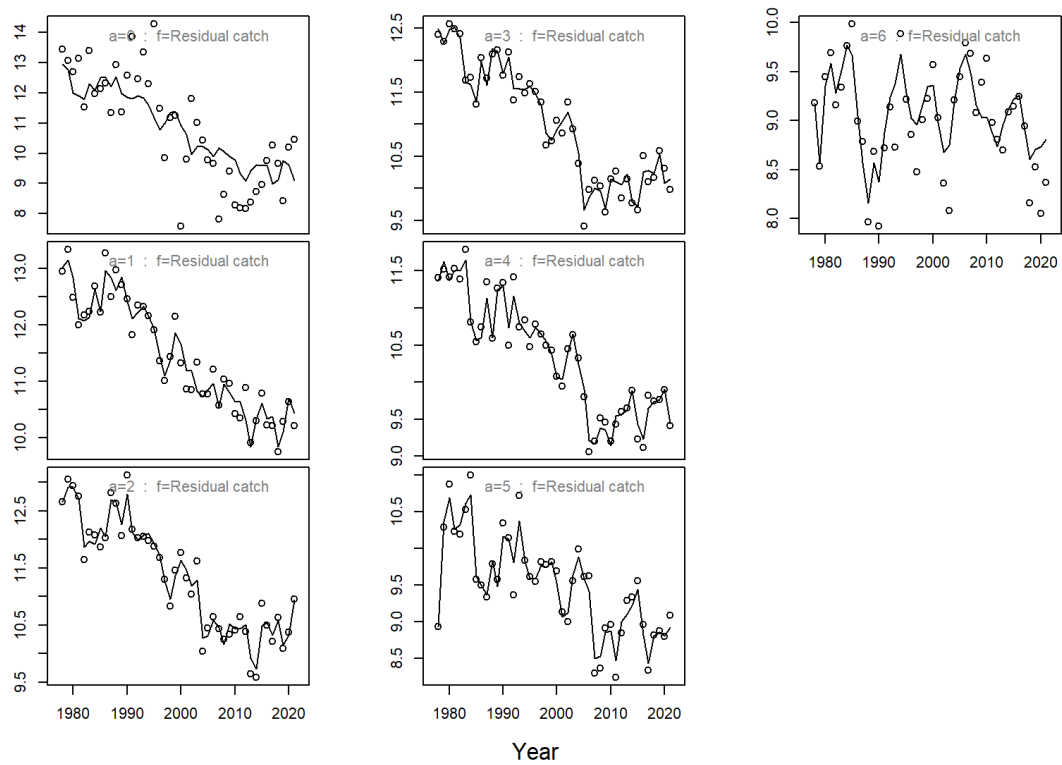 a=0 : f=Residual catch
14
13
12
11
10
9
8
a=1 : f=Residual catch
13.0
12.0
11.0
10.0
a=2 : f=Residual catch
12.5
11.5
10.5
9.5
1980 1990 2000 2010 2020
a=3 : f=Residual catch
12.5
11.5
10.5
9.5
a=4 : f=Residual catch
11.5
10.5
9.5
9.0
a=5 : f=Residual catch
10.5
9.5
8.5
1980 1990 2000 2010 2020
a=6 : f=Residual catch
10.0
9.5
9.0
8.5
8.0
1980 1990 2000 2010 2020
Year